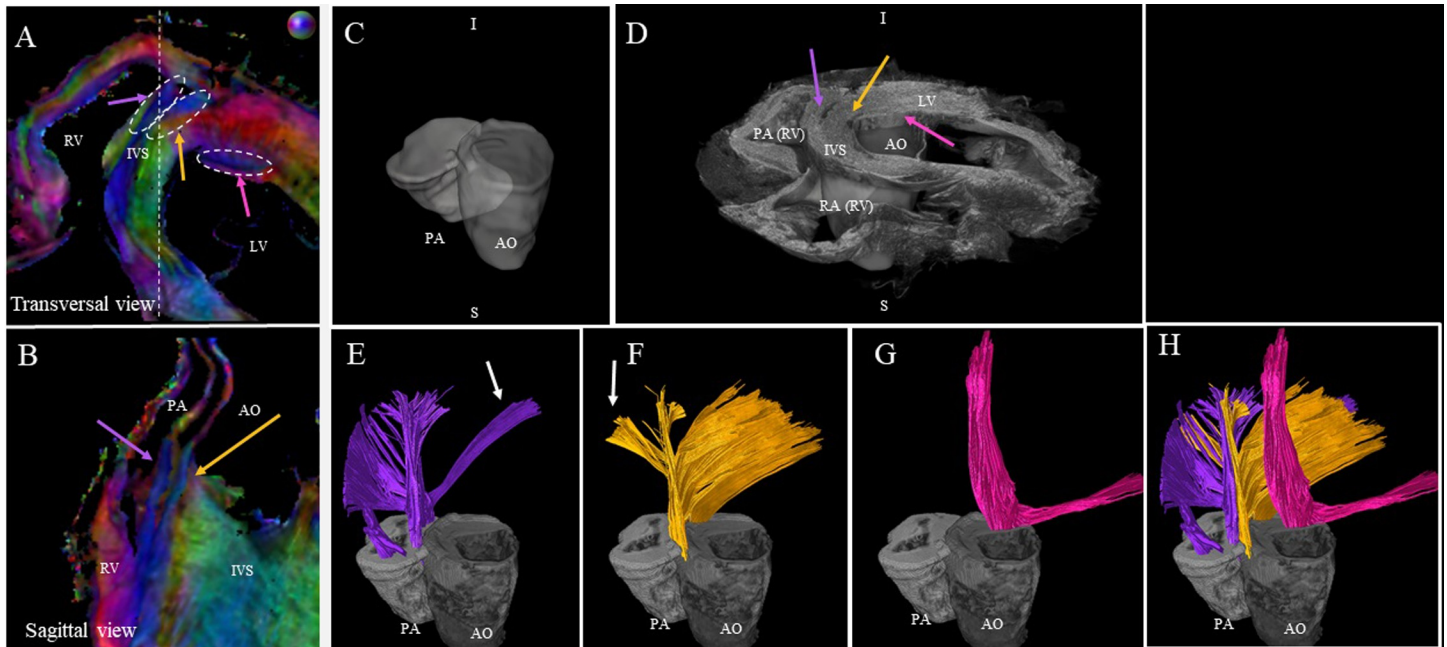 A
RV
IVS
LV
Transversal view
C
I
PA
AO
S
D
I
LV
PA (RV)
AO
IVS
RA (RV)
S
B
PA
AO
RV
IVS
Sagittal view
E
PA
AO
F
PA
AO
G
PA
AO
H
PA
AO